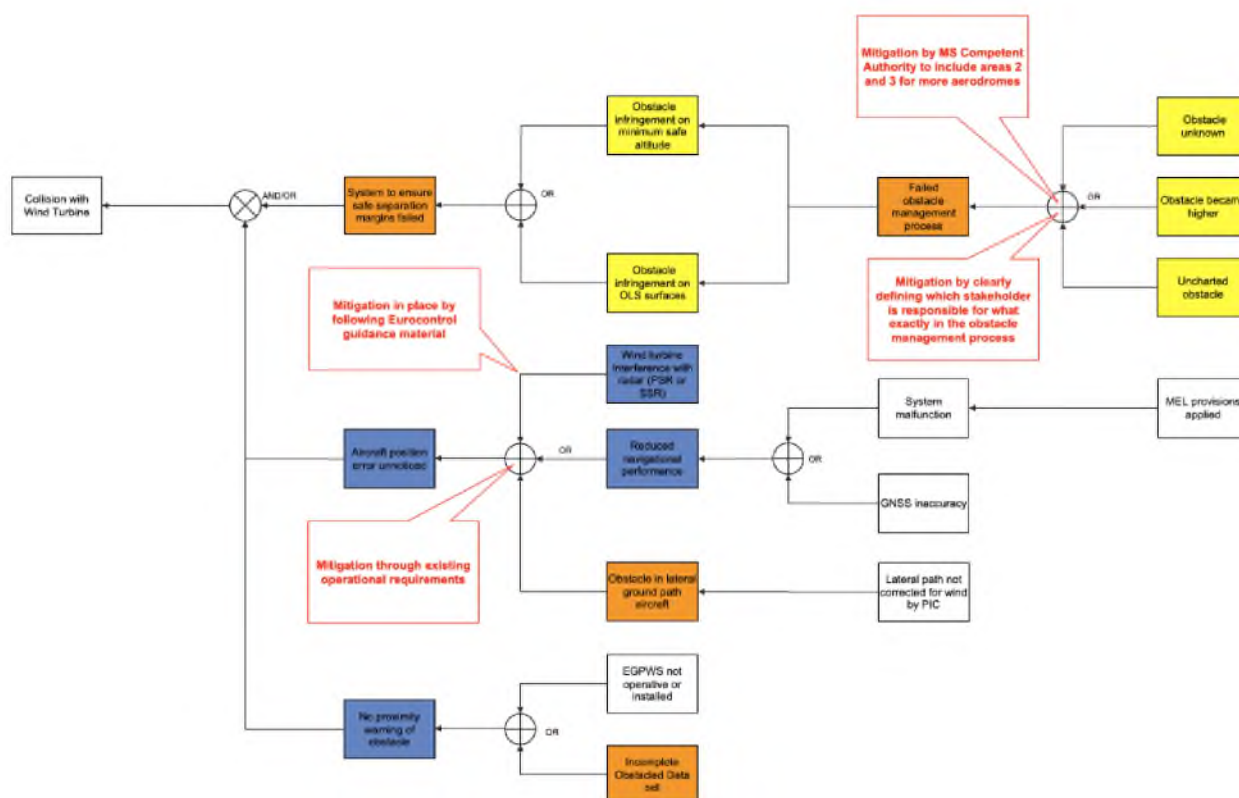 Mitigation by MS Competent
Authority to include areas 2
and 3 for more aerodromes
Obstacle
infringement on
minimum safe
altitude
Obstacle
unknown
Collision with
Wind Turbine
AND/OR
System to ensure
safe separation
margins failed
OR
Failed
obstacle
management
process
OR
Obstacle becam
higher
Obstacle
infringement on
OLS surfaces
Uncharted
obstacle
Mitigation in place by
following Eurocontrol
guidance material
Mitigation by clearly
defining which stakeholder
is responsible for what
exactly in the obstacle
management process
Wind turbine
interference with
radar (PSR or
SSR)
System
malfunction
MEL provisions
applied
Aircraft position
error unnoticed
OR
Reduced
navigational
performance
OR
GNSS inaccuracy
Mitigation through existing
operational requirements
Obstacle in lateral
ground path
aircraft
Lateral path not
corrected for wind
by PIC
EGPWS not
operative or
installed
No proximity
warning of
obstacle
OR
Incomplete
Obstacled Data
set